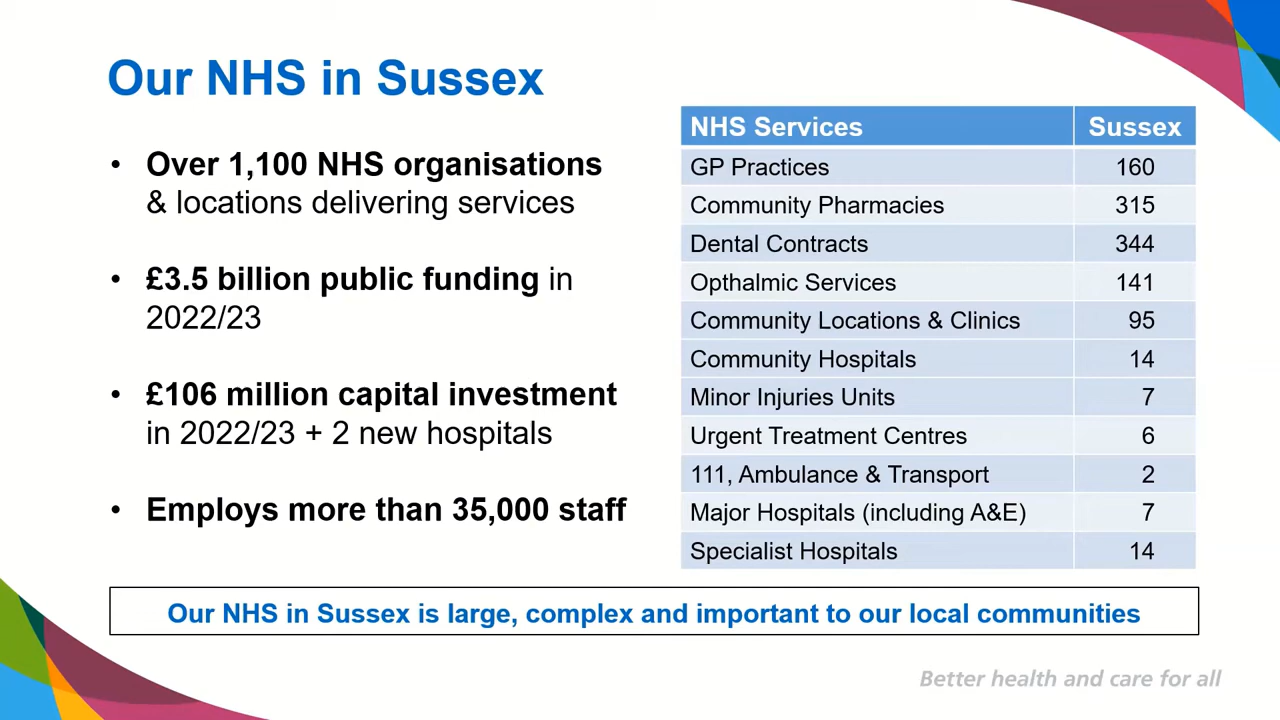 Our NHS in Sussex
• Over 1,100 NHS organisations
& locations delivering services
• £3.5 billion public funding in
2022/23
• £106 million capital investment
in 2022/23 + 2 new hospitals
• Employs more than 35,000 staff
NHS Services Sussex
GP Practices 160
Community Pharmacies 315
Dental Contracts 344
Opthalmic Services 141
Community Locations & Clinics 95
Community Hospitals 14
Minor Injuries Units 7
Urgent Treatment Centres 6
111, Ambulance & Transport 2
Major Hospitals (including A&E) 7
Specialist Hospitals 14
Our NHS in Sussex is large, complex and important to our local communities
Better health and care for all